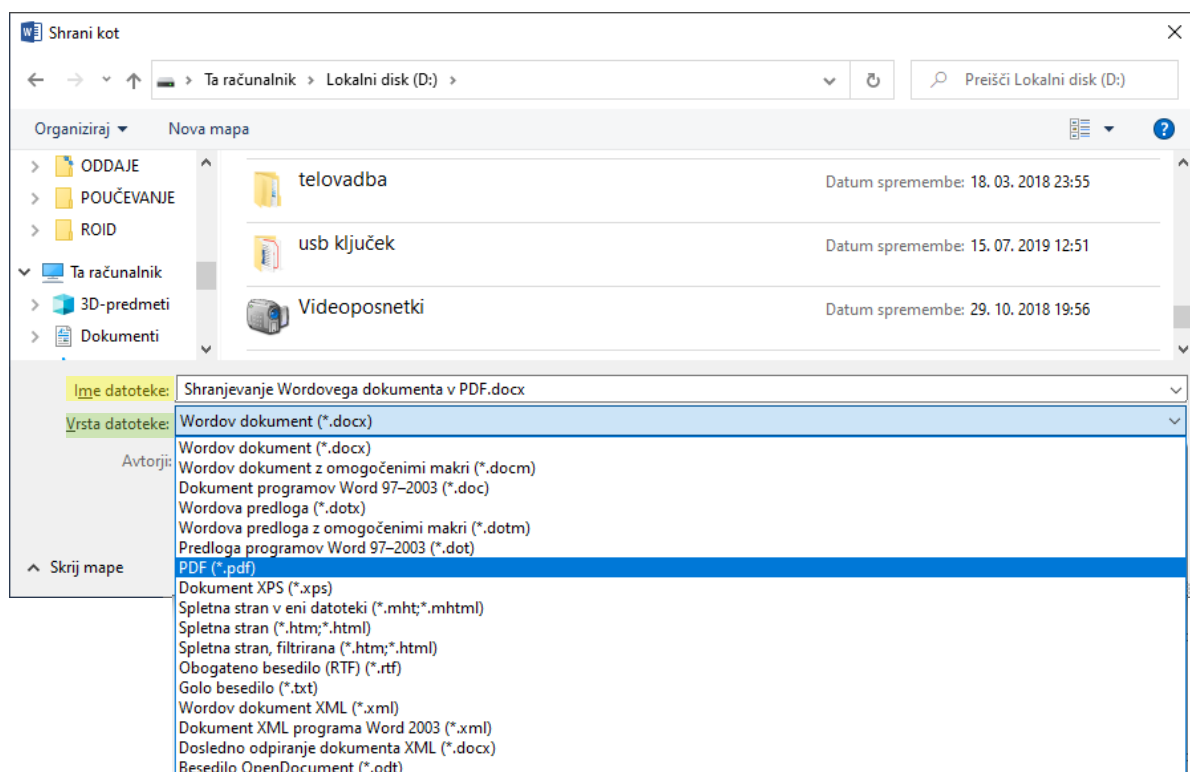 Shrani kot
Ta računalnik > Lokalni disk (D:) >
Preišči Lokalni disk (D:)
Organiziraj
Nova mapa
ODDAJE
POUČEVANJE
ROID
Ta računalnik
3D-predmeti
Dokumenti
telovadba Datum spremembe: 18. 03. 2018 23:55
usb ključek Datum spremembe: 15. 07. 2019 12:51
Videoposnetki Datum spremembe: 29. 10. 2018 19:56
Ime datoteke: Shranjevanje Wordovega dokumenta v PDF.docx
Vrsta datoteke: Wordov dokument (*.docx)
Avtorji:
Wordov dokument (*.docx)
Wordov dokument z omogočenimi makri (*.docm)
Dokument programov Word 97–2003 (*.doc)
Wordova predloga (*.dotx)
Wordova predloga z omogočenimi makri (*.dotm)
Predloga programov Word 97–2003 (*.dot)
Skrij mape
PDF (*.pdf)
Dokument XPS (*.xps)
Spletna stran v eni datoteki (*.mht;*.mhtml)
Spletna stran (*.htm;*.html)
Spletna stran, filtrirana (*.htm;*.html)
Obogateno besedilo (RTF) (*.rtf)
Golo besedilo (*.txt)
Wordov dokument XML (*.xml)
Dokument XML programa Word 2003 (*.xml)
Dosledno odpiranje dokumenta XML (*.docx)
Besedilo OpenDocument (*.odt)